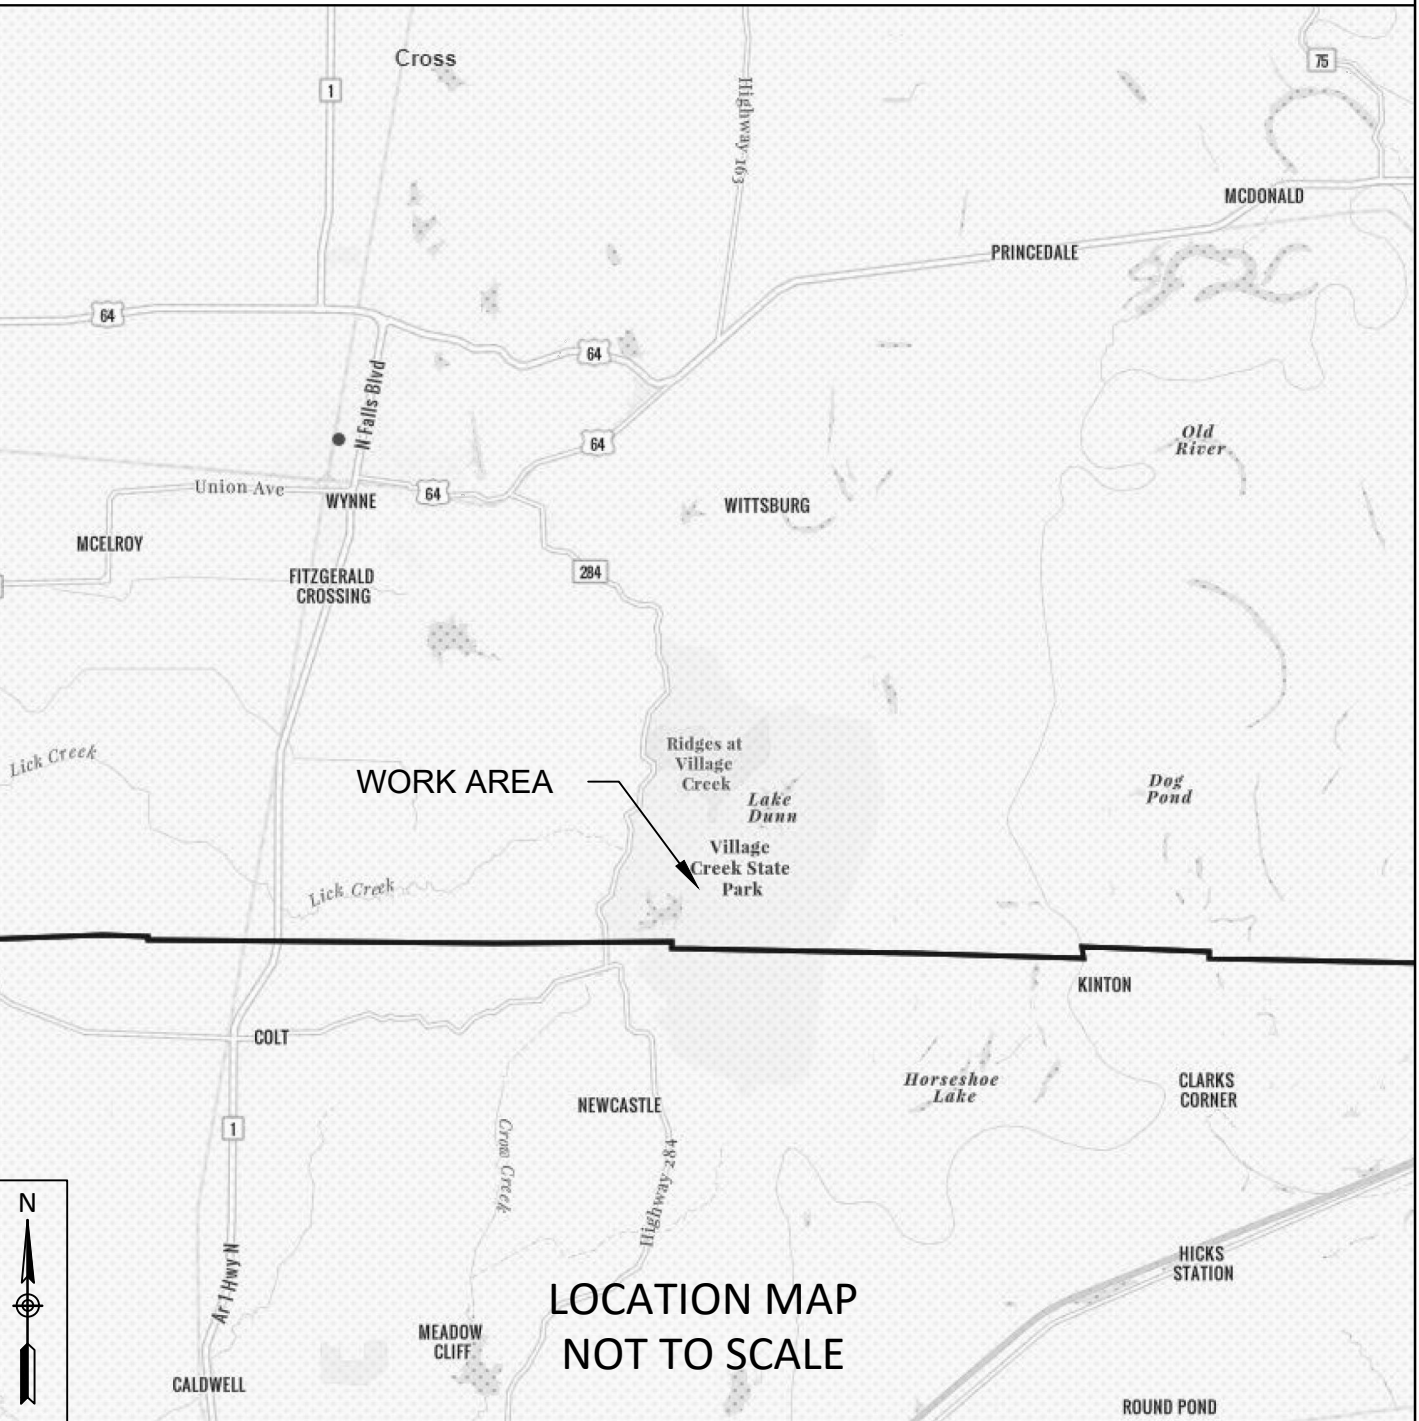 Cross
1
75
Highway 163
MCDONALD
PRINCEDALE
64
64
N Falls Blvd
64
Old
River
Union Ave
WYNNE
64
WITTSBURG
MCELROY
284
FITZGERALD
CROSSING
Ridges at
Village
Creek
Lick Creek
WORK AREA
Lake
Dunn
Dog
Pond
Village
Creek State
Park
Lick Creek
KINTON
COLT
Horseshoe
Lake
CLARKS
CORNER
NEWCASTLE
1
Crow Creek
Highway 284
N
Ar 1 Hwy N
HICKS
STATION
LOCATION MAP
NOT TO SCALE
MEADOW
CLIFF
CALDWELL
ROUND POND